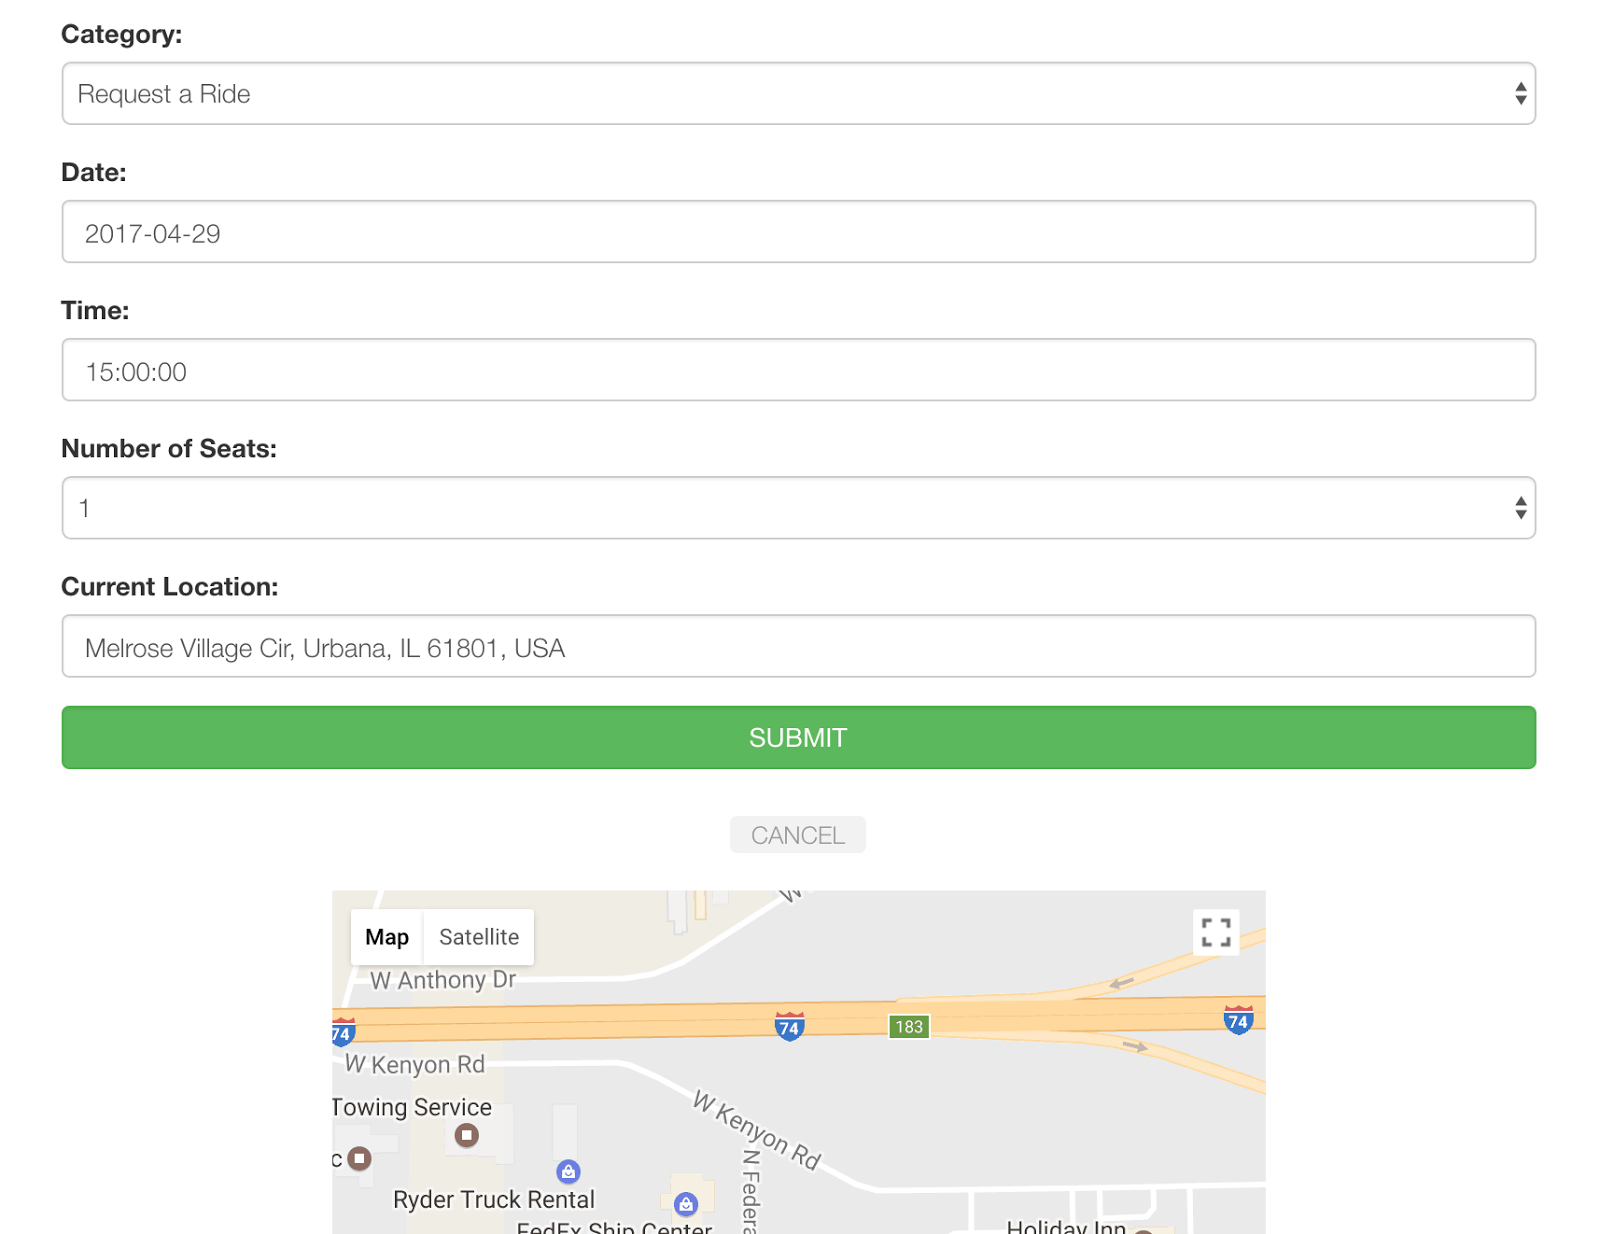 Category:
Request a Ride
Date:
2017-04-29
Time:
15:00:00
Number of Seats:
1
Current Location:
Melrose Village Cir, Urbana, IL 61801, USA
SUBMIT
CANCEL
W
Map Satellite
W Anthony Dr
74
74
183
74
W Kenyon Rd
W Kenyon Rd
Towing Service
c
N Federa
Ryder Truck Rental
FedEx Ship Center
Holiday Inn